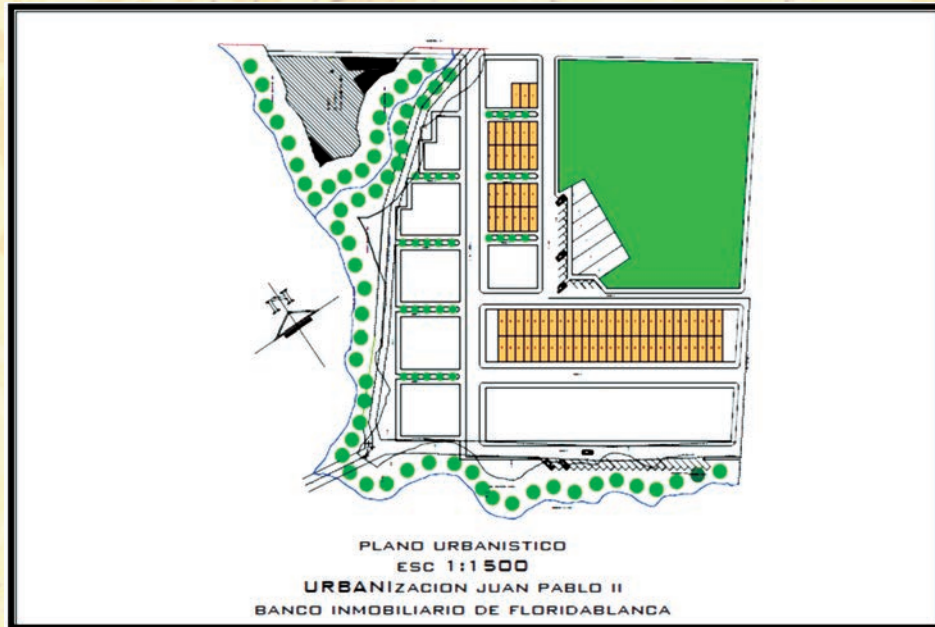 PLANO URBANISTICO
ESC 1:1500
URBANIZACION JUAN PABLO II
BANCO INMOBILIARIO DE FLORIDABLANCA